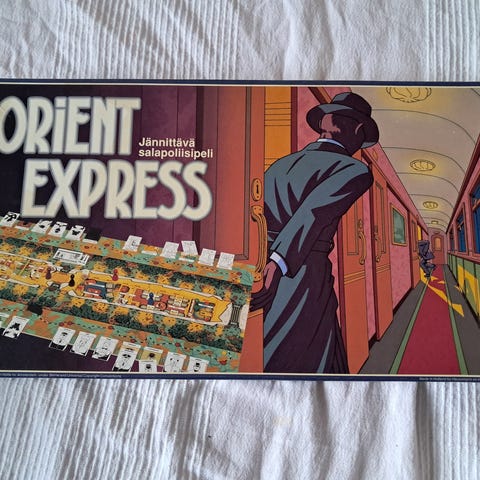 ORiENT
EXPRESS
Jännittävä
salapoliisipeli